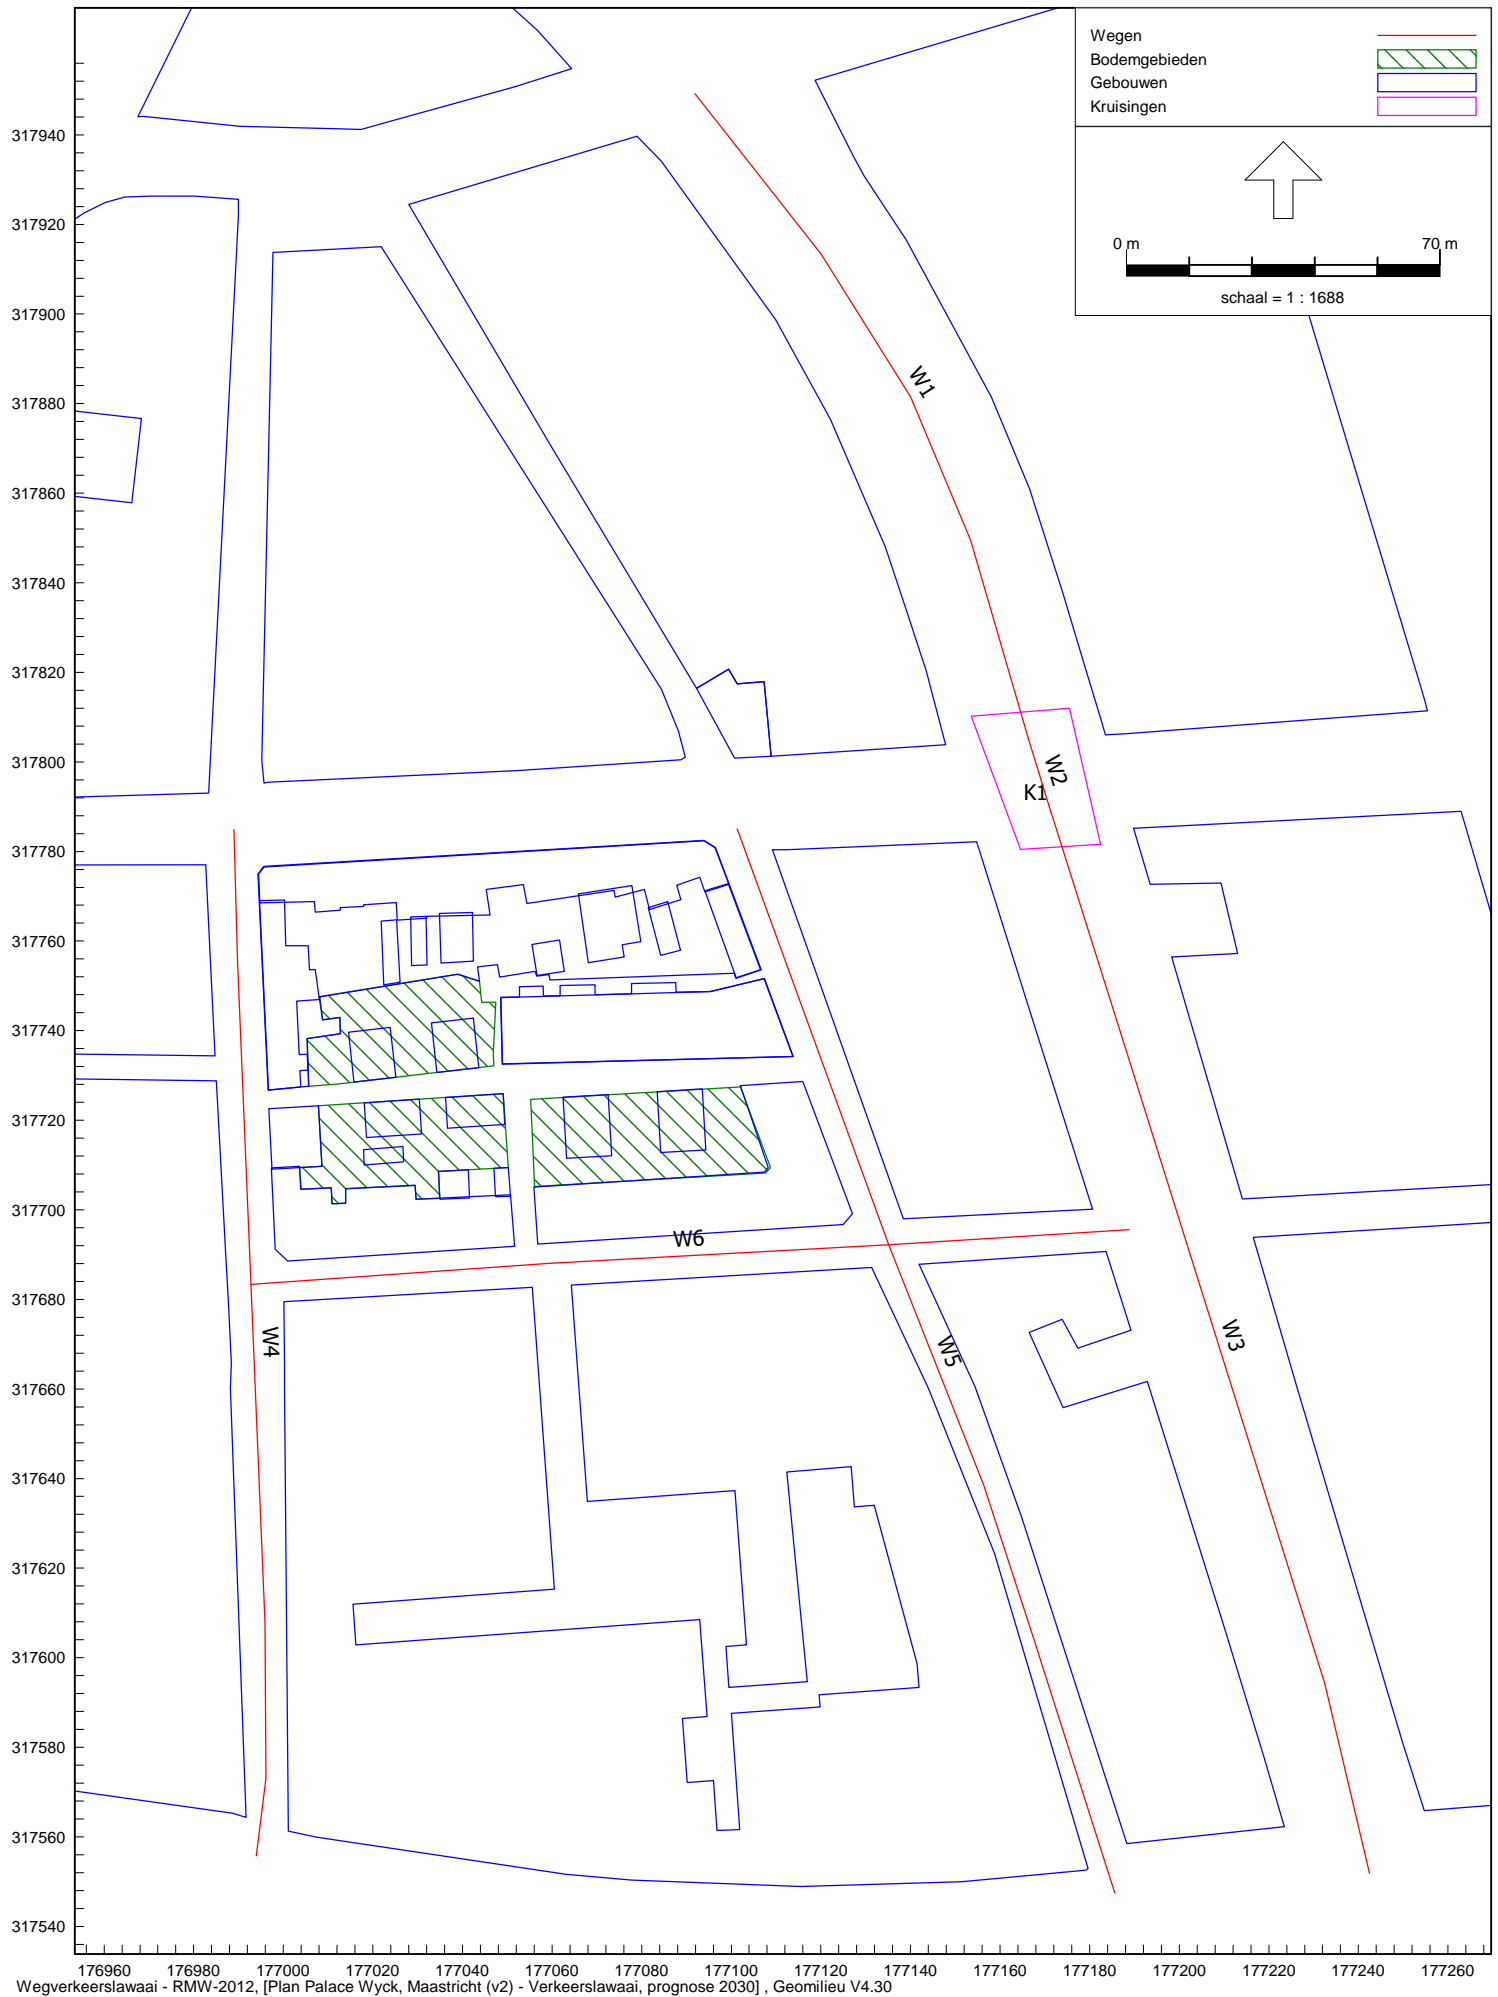 Wegen
Bodemgebieden
Gebouwen
Kruisingen
0 m 70 m
schaal = 1 : 1688
317940
317920
317900
317880
317860
317840
317820
317800
317780
317760
317740
317720
317700
317680
317660
317640
317620
317600
317580
317560
317540
W1
W2
K1
W6
W4
W5
W3
176960 176980 177000 177020 177040 177060 177080 177100 177120 177140 177160 177180 177200 177220 177240 177260
Wegverkeerslawaai - RMW-2012, [Plan Palace Wyck, Maastricht (v2) - Verkeerslawaai, prognose 2030] , Geomilieu V4.30